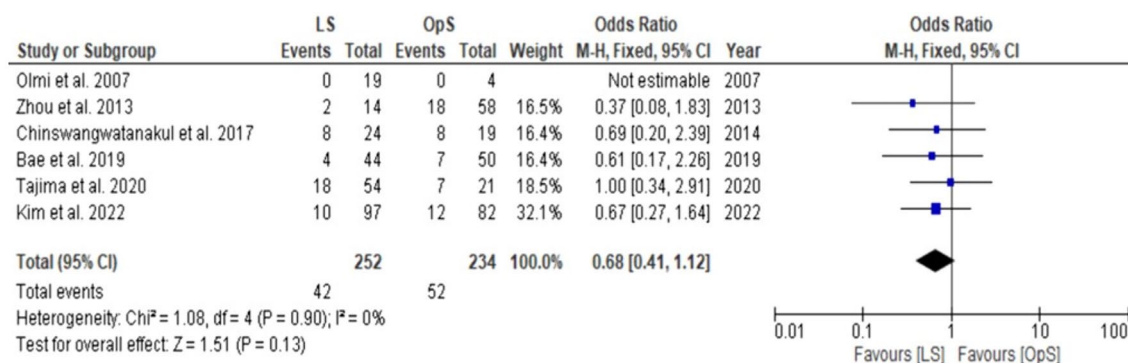 LS OpS Odds Ratio Odds Ratio
Study or Subgroup Events Total Events Total Weight M-H, Fixed, 95% CI Year M-H, Fixed, 95% CI
Olmi et al. 2007 0 19 0 4 Not estimable 2007
Zhou et al. 2013 2 14 18 58 16.5% 0.37 [0.08, 1.83] 2013
Chinswangwatanakul et al. 2017 8 24 8 19 16.4% 0.69 [0.20, 2.39] 2014
Bae et al. 2019 4 44 7 50 16.4% 0.61 [0.17, 2.26] 2019
Tajima et al. 2020 18 54 7 21 18.5% 1.00 [0.34, 2.91] 2020
Kim et al. 2022 10 97 12 82 32.1% 0.67 [0.27, 1.64] 2022
Total (95% CI) 252 234 100.0% 0.68 [0.41, 1.12]
Total events 42 52
Heterogeneity: Chi² = 1.08, df = 4 (P = 0.90); I² = 0%
Test for overall effect: Z = 1.51 (P = 0.13)
0.01 0.1 1 10 100
Favours [LS] Favours [OpS]